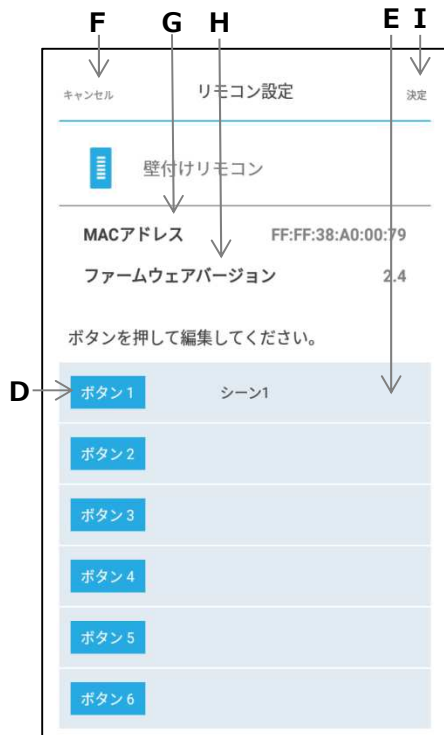 F G H E I
キャンセル リモコン設定 決定
壁付けリモコン
MACアドレス FF:FF:38:A0:00:79
ファームウェアバージョン 2.4
ボタンを押して編集してください。
D ボタン 1 シーン1
ボタン 2
ボタン 3
ボタン 4
ボタン 5
ボタン 6